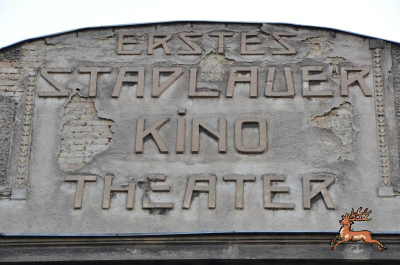 ERSTES
STADLAUER
KiNO
THEATER